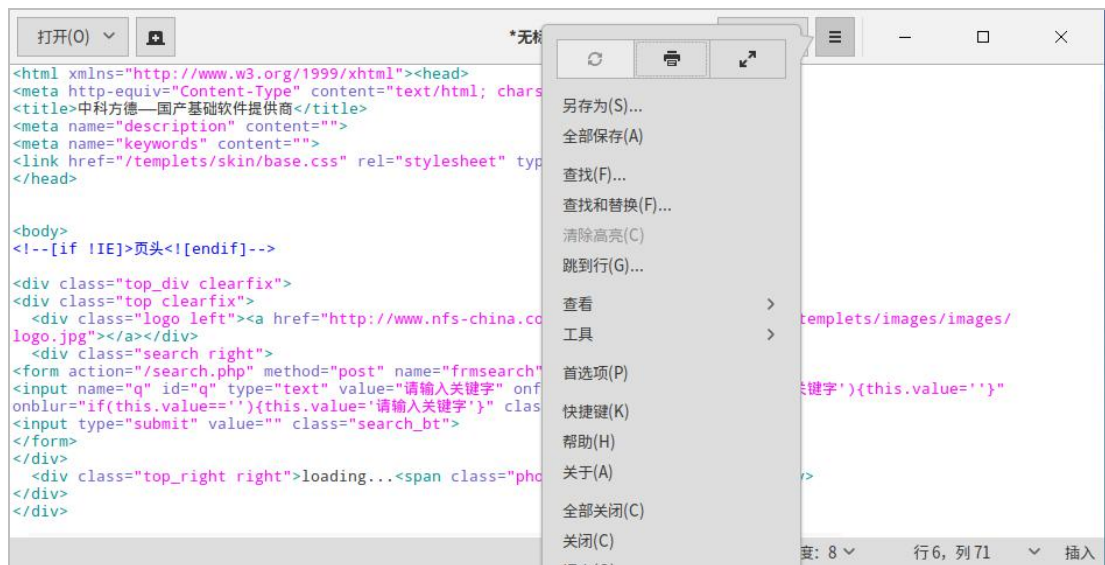 打开(O)
*无标
<html xmlns="http://www.w3.org/1999/xhtml"><head>
<meta http-equiv="Content-Type" content="text/html; chars
<title>中科方德——国产基础软件提供商</title>
<meta name="description" content="">
<meta name="keywords" content="">
<link href="/templets/skin/base.css" rel="stylesheet" typ
</head>
<body>
<!--[if !IE]>页头<![endif]-->
<div class="top_div clearfix">
<div class="top clearfix">
<div class="logo left"><a href="http://www.nfs-china.co templets/images/images/
logo.jpg"></a></div>
<div class="search right">
<form action="/search.php" method="post" name="frmsearch"
<input name="q" id="q" type="text" value="请输入关键字" onf 关键字'){this.value=''}"
onblur="if(this.value==''){this.value='请输入关键字'}" clas
<input type="submit" value="" class="search_bt">
</form>
</div>
<div class="top_right right">loading...<span class="pho >
</div>
</div>
另存为(S)...
全部保存(A)
查找(F)...
查找和替换(F)...
清除高亮(C)
跳到行(G)...
查看
工具
首选项(P)
快捷键(K)
帮助(H)
关于(A)
全部关闭(C)
关闭(C)
度: 8
行 6, 列 71
插入